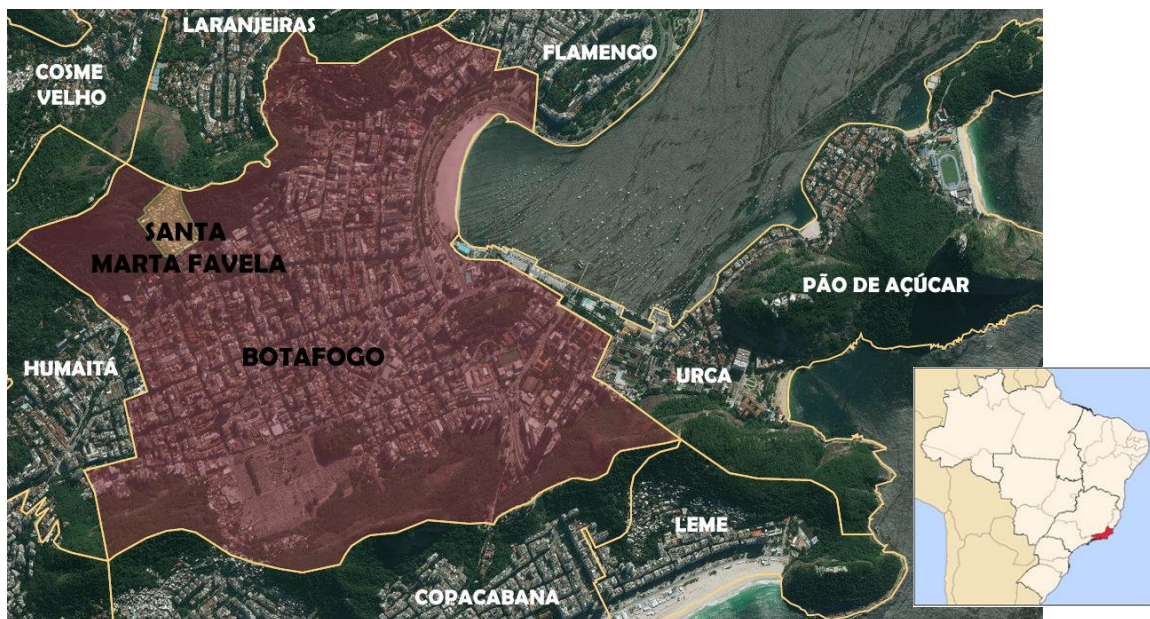 LARANJEIRAS
FLAMENGO
COSME
VELHO
SANTA
MARTA FAVELA
PÃO DE AÇÚCAR
BOTAFOGO
HUMAITÁ
URCA
LEME
COPACABANA